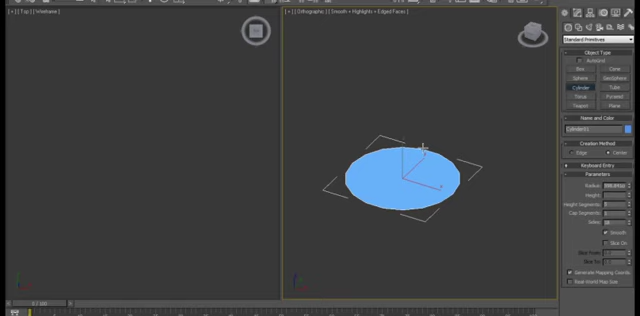 [ + ] [ Top ] [ Wireframe ]
[ + ] [ Orthographic ] [ Smooth + Highlights + Edged Faces ]
Standard Primitives
Object Type
AutoGrid
Box Cone
Sphere GeoSphere
Cylinder Tube
Torus Pyramid
Teapot Plane
Name and Color
Cylinder01
Creation Method
Edge Center
Keyboard Entry
Parameters
Radius:
Height:
Height Segments:
Cap Segments: 1
Sides: 18
Smooth
Slice On
Slice From:
Slice To:
Generate Mapping Coords.
Real-World Map Size
0 / 100